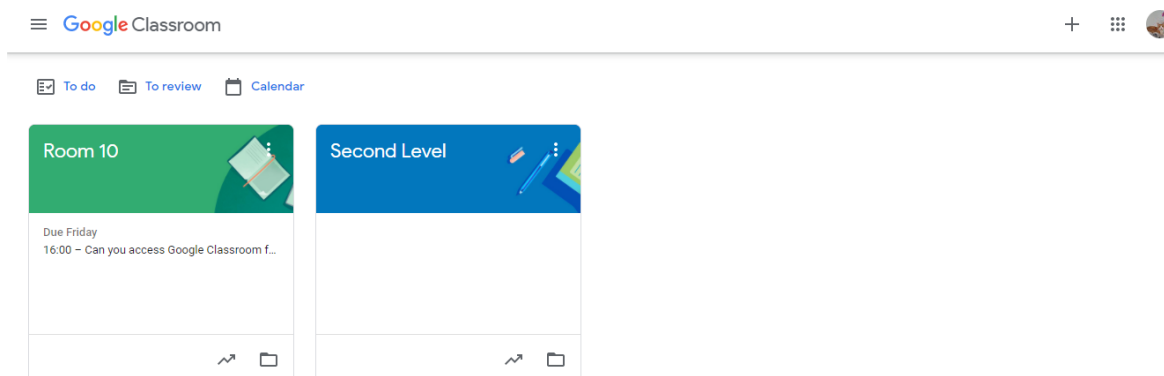 Google Classroom
To do To review Calendar
Room 10
Due Friday
16:00 – Can you access Google Classroom f...
Second Level